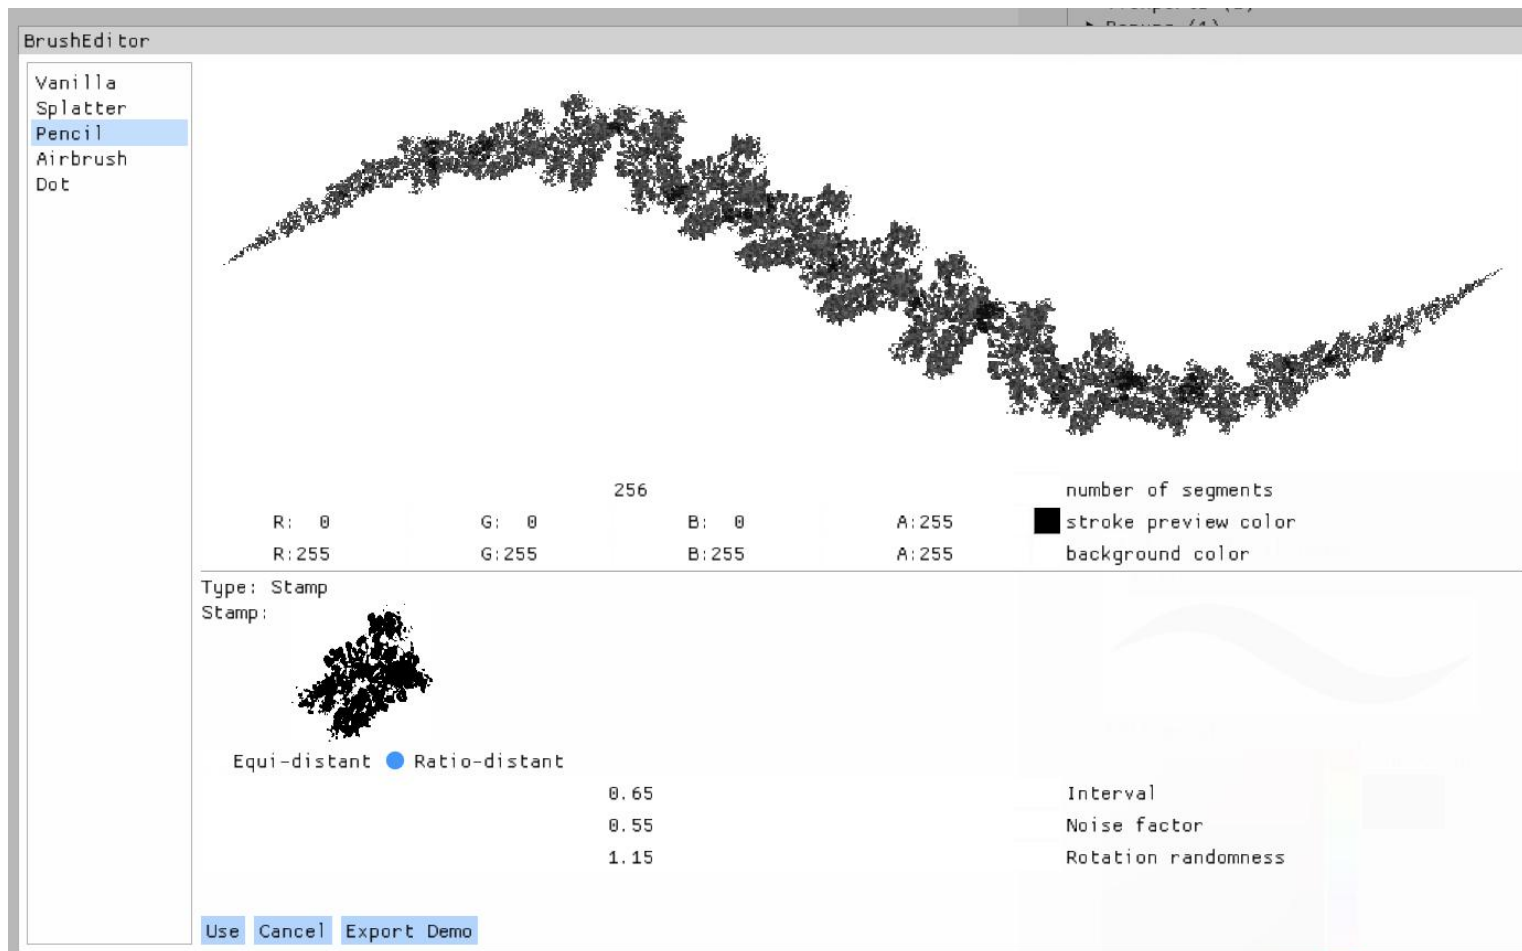 BrushEditor
Vanilla
Splatter
Pencil
Airbrush
Dot
256 number of segments
R: 0 G: 0 B: 0 A:255 stroke preview color
R:255 G:255 B:255 A:255 background color
Type: Stamp
Stamp:
Equi-distant Ratio-distant
0.65 Interval
0.55 Noise factor
1.15 Rotation randomness
Use Cancel Export Demo